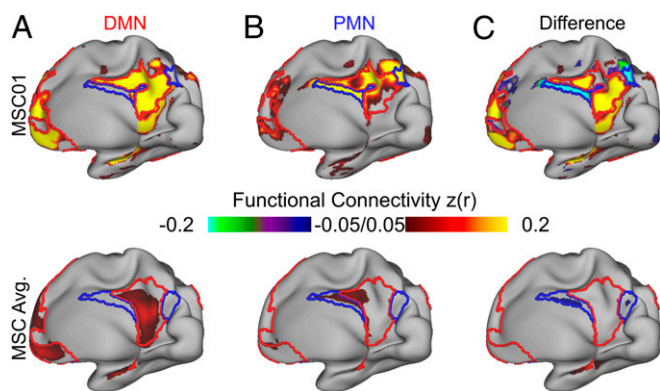 A DMN B PMN C Difference
MSC01
Functional Connectivity z(r)
-0.2 -0.05/0.05 0.2
MSC Avg.